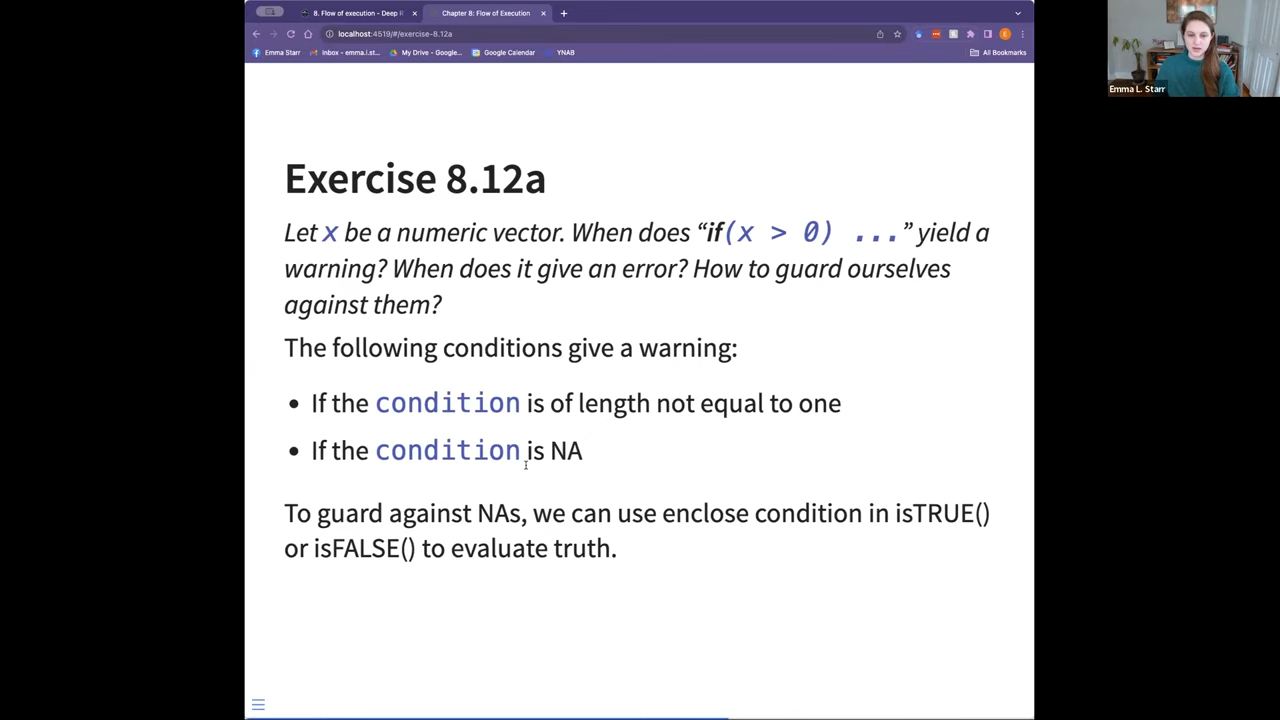 8. Flow of execution - Deep R
Chapter 8: Flow of Execution
localhost:4519/#/exercise-8.12a
Emma Starr
Inbox - emma.i.st...
My Drive - Google...
Google Calendar
YNAB
All Bookmarks
Emma L. Starr
Exercise 8.12a
Let x be a numeric vector. When does “if(x > 0) ...” yield a
warning? When does it give an error? How to guard ourselves
against them?
The following conditions give a warning:
• If the condition is of length not equal to one
• If the condition is NA
To guard against NAs, we can use enclose condition in isTRUE()
or isFALSE() to evaluate truth.